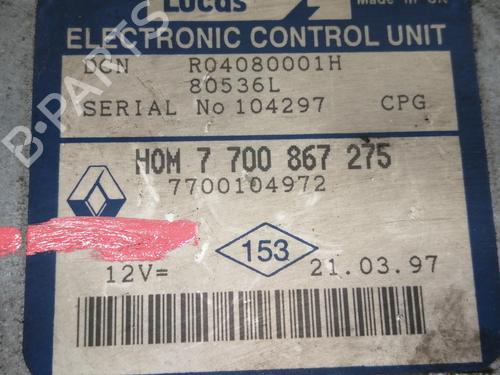 Lucas
Made in UK
ELECTRONIC CONTROL UNIT
DCN R04080001H
80536L
SERIAL No 104297 CPG
HOM 7 700 867 275
7700104972
153
12V= 21.03.97
B-PARTS